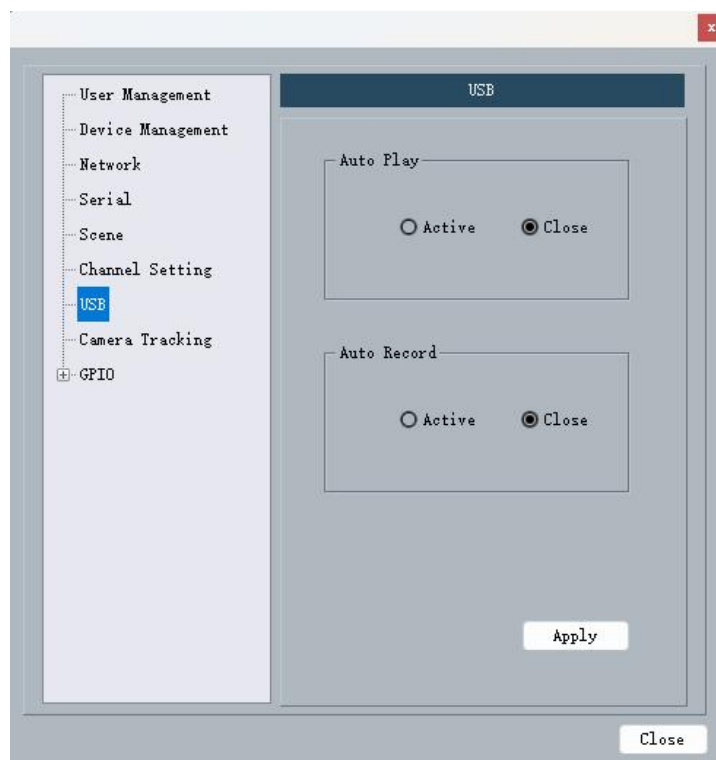 x
User Management
Device Management
Network
Serial
Scene
Channel Setting
USB
Camera Tracking
GPIO
USB
Auto Play
Active Close
Auto Record
Active Close
Apply
Close